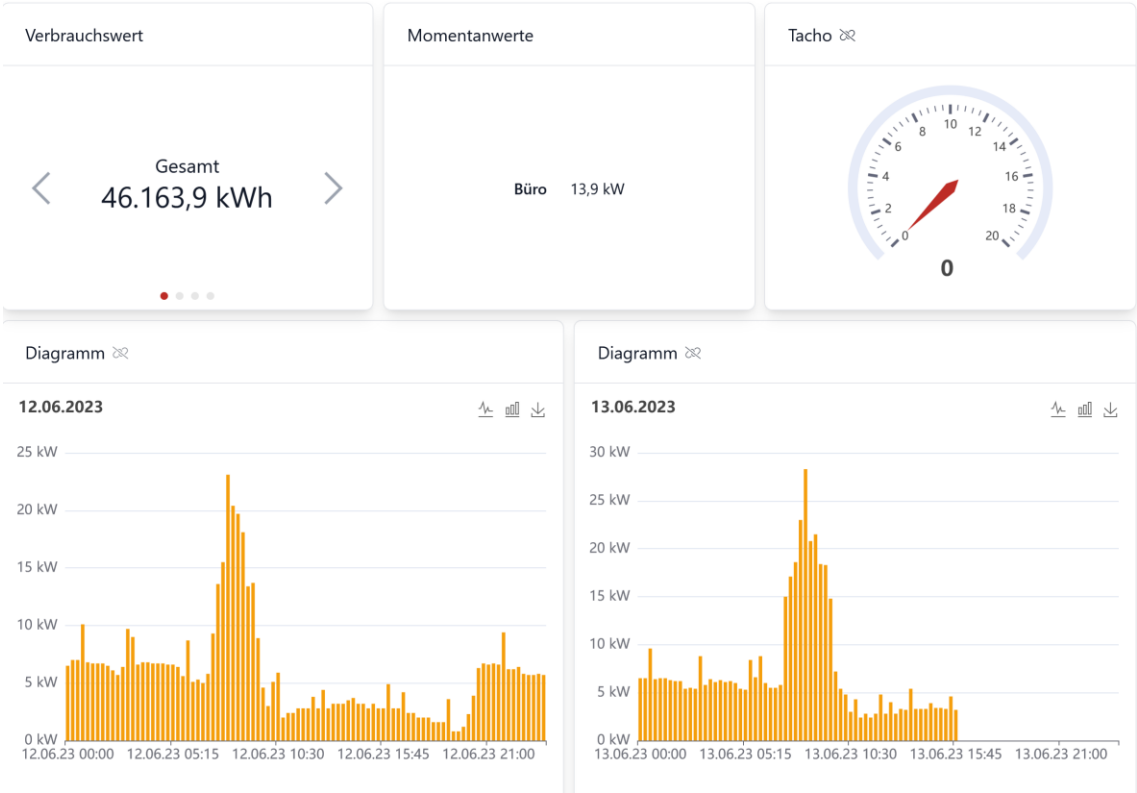 Verbrauchswert
Gesamt
46.163,9 kWh
Momentanwerte
Büro 13,9 kW
Tacho
0
2
4
6
8
10
12
14
16
18
20
0
Diagramm
12.06.2023
25 kW
20 kW
15 kW
10 kW
5 kW
0 kW
12.06.23 00:00 12.06.23 05:15 12.06.23 10:30 12.06.23 15:45 12.06.23 21:00
Diagramm
13.06.2023
30 kW
25 kW
20 kW
15 kW
10 kW
5 kW
0 kW
13.06.23 00:00 13.06.23 05:15 13.06.23 10:30 13.06.23 15:45 13.06.23 21:00